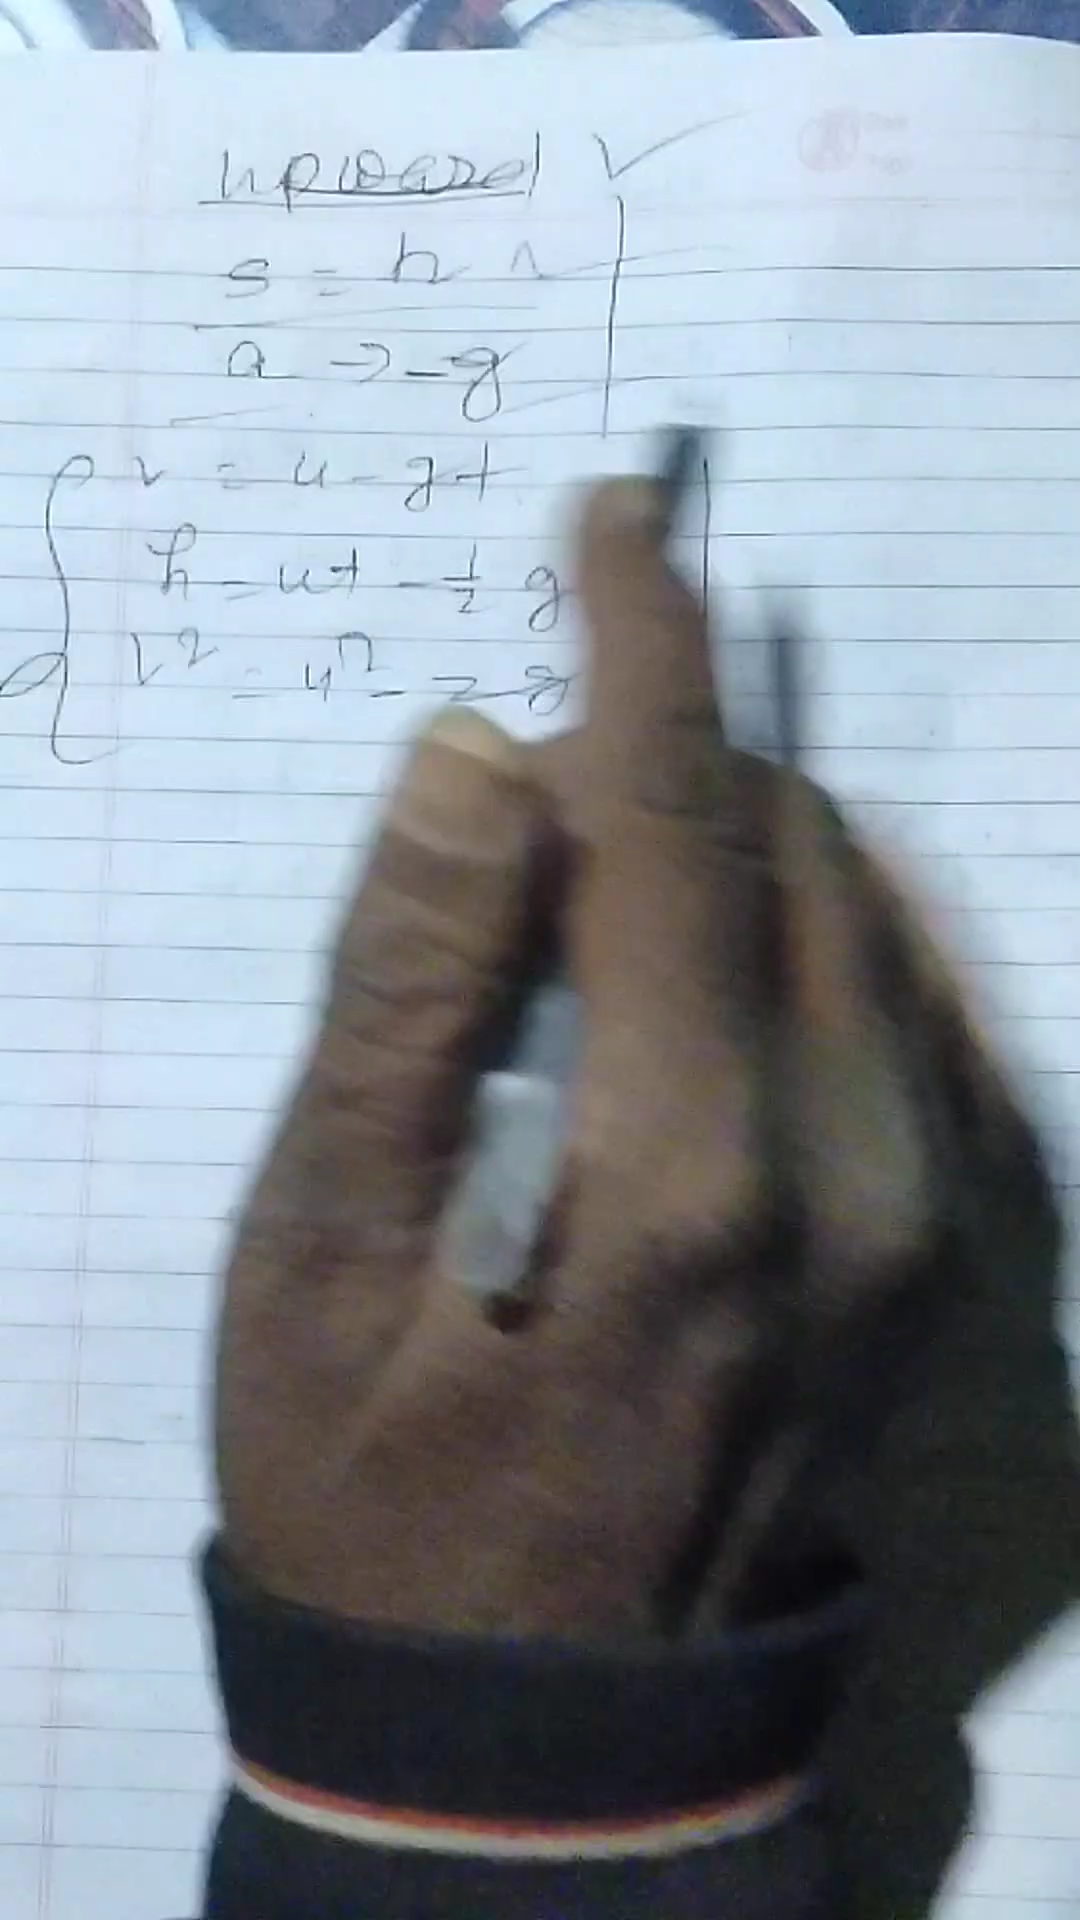 upward ✓
s = h
a → -g
v = u - gt
h = ut - 1/2 g
v² = u² - 2g